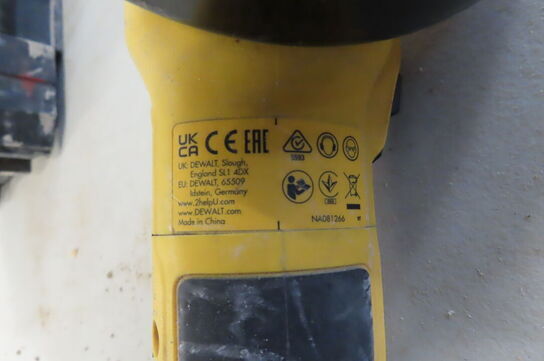 UK CA CE EAC
1593
UK: DEWALT, Slough,
England SL1 4DX
EU: DEWALT, 65509
Idstein, Germany
www.2helpU.com
www.DEWALT.com
Made in China
NA081266